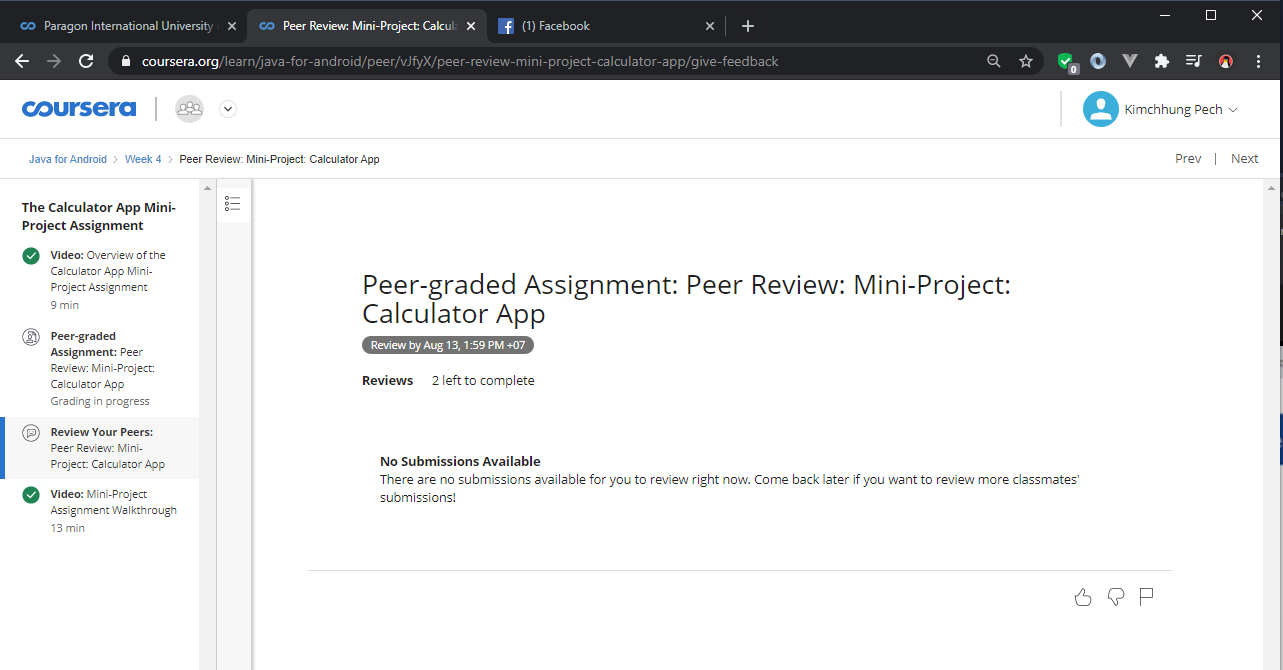 Paragon International University
Peer Review: Mini-Project: Calcul
(1) Facebook
coursera.org/learn/java-for-android/peer/vJfyX/peer-review-mini-project-calculator-app/give-feedback
0
coursera
Kimchhung Pech
Java for Android > Week 4 > Peer Review: Mini-Project: Calculator App
Prev | Next
The Calculator App Mini-
Project Assignment
Video: Overview of the
Calculator App Mini-
Project Assignment
9 min
Peer-graded
Assignment: Peer
Review: Mini-Project:
Calculator App
Grading in progress
Review Your Peers:
Peer Review: Mini-
Project: Calculator App
Video: Mini-Project
Assignment Walkthrough
13 min
Peer-graded Assignment: Peer Review: Mini-Project:
Calculator App
Review by Aug 13, 1:59 PM +07
Reviews 2 left to complete
No Submissions Available
There are no submissions available for you to review right now. Come back later if you want to review more classmates'
submissions!